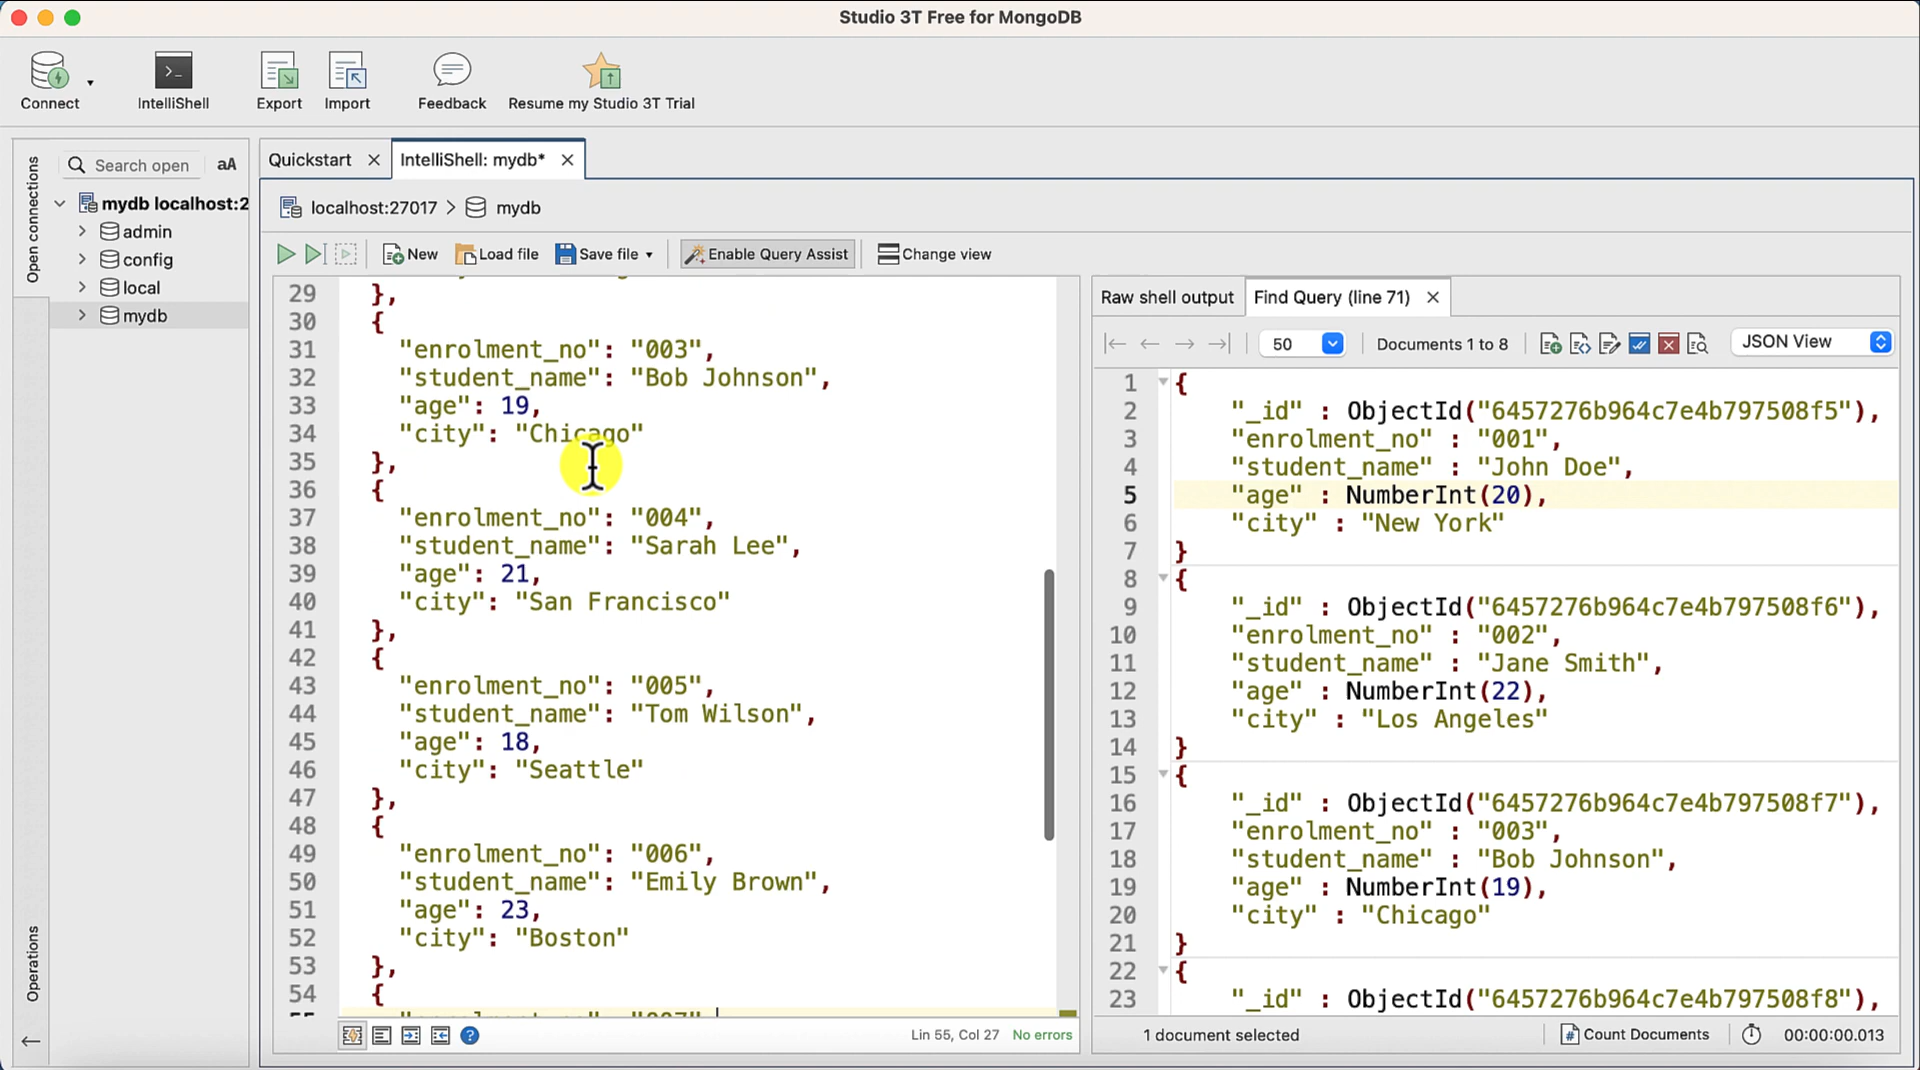 Studio 3T Free for MongoDB
Connect
IntelliShell
Export
Import
Feedback
Resume my Studio 3T Trial
Open connections
Operations
Search open
aA
mydb localhost:2
admin
config
local
mydb
Quickstart
IntelliShell: mydb*
localhost:27017 > mydb
New
Load file
Save file
Enable Query Assist
Change view
29 },
30 {
31 "enrolment_no": "003",
32 "student_name": "Bob Johnson",
33 "age": 19,
34 "city": "Chicago"
35 },
36 {
37 "enrolment_no": "004",
38 "student_name": "Sarah Lee",
39 "age": 21,
40 "city": "San Francisco"
41 },
42 {
43 "enrolment_no": "005",
44 "student_name": "Tom Wilson",
45 "age": 18,
46 "city": "Seattle"
47 },
48 {
49 "enrolment_no": "006",
50 "student_name": "Emily Brown",
51 "age": 23,
52 "city": "Boston"
53 },
54 {
Lin 55, Col 27 No errors
Raw shell output
Find Query (line 71)
50
Documents 1 to 8
JSON View
1 {
2 "_id" : ObjectId("6457276b964c7e4b797508f5"),
3 "enrolment_no" : "001",
4 "student_name" : "John Doe",
5 "age" : NumberInt(20),
6 "city" : "New York"
7 }
8 {
9 "_id" : ObjectId("6457276b964c7e4b797508f6"),
10 "enrolment_no" : "002",
11 "student_name" : "Jane Smith",
12 "age" : NumberInt(22),
13 "city" : "Los Angeles"
14 }
15 {
16 "_id" : ObjectId("6457276b964c7e4b797508f7"),
17 "enrolment_no" : "003",
18 "student_name" : "Bob Johnson",
19 "age" : NumberInt(19),
20 "city" : "Chicago"
21 }
22 {
23 "_id" : ObjectId("6457276b964c7e4b797508f8"),
1 document selected
Count Documents
00:00:00.013